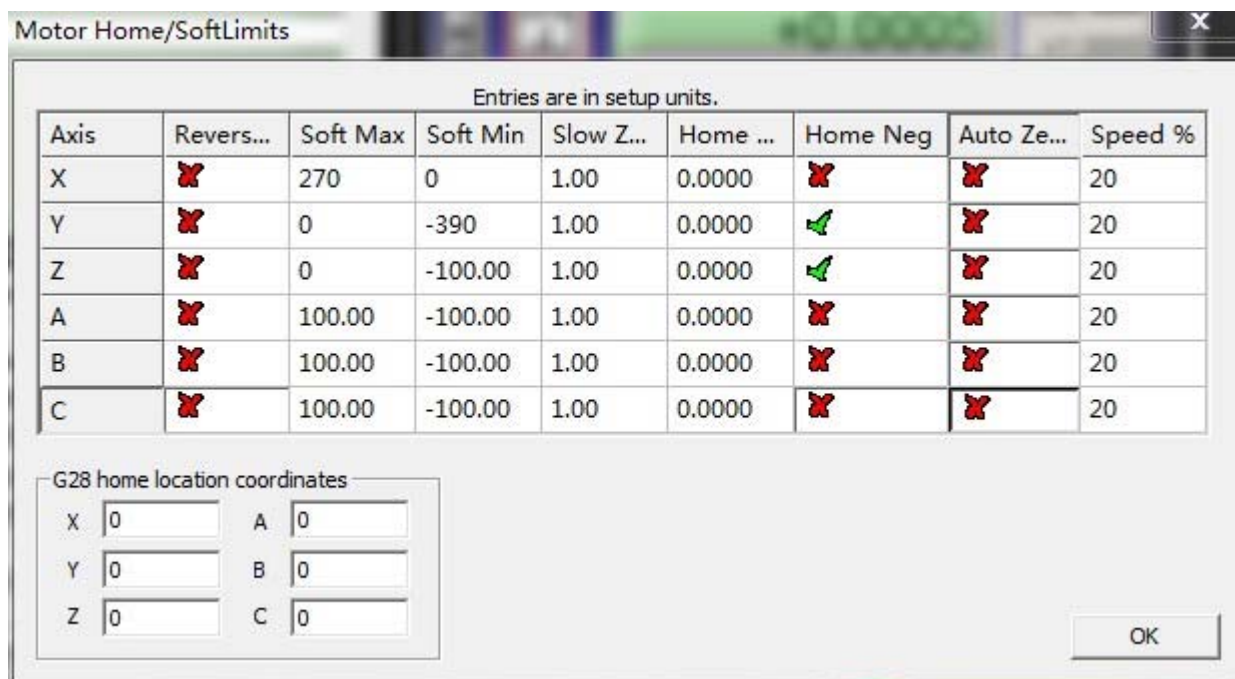 Motor Home/SoftLimits
Entries are in setup units.
Axis Revers... Soft Max Soft Min Slow Z... Home ... Home Neg Auto Ze... Speed %
X 270 0 1.00 0.0000 20
Y 0 -390 1.00 0.0000 20
Z 0 -100.00 1.00 0.0000 20
A 100.00 -100.00 1.00 0.0000 20
B 100.00 -100.00 1.00 0.0000 20
C 100.00 -100.00 1.00 0.0000 20
G28 home location coordinates
X 0 A 0
Y 0 B 0
Z 0 C 0
OK